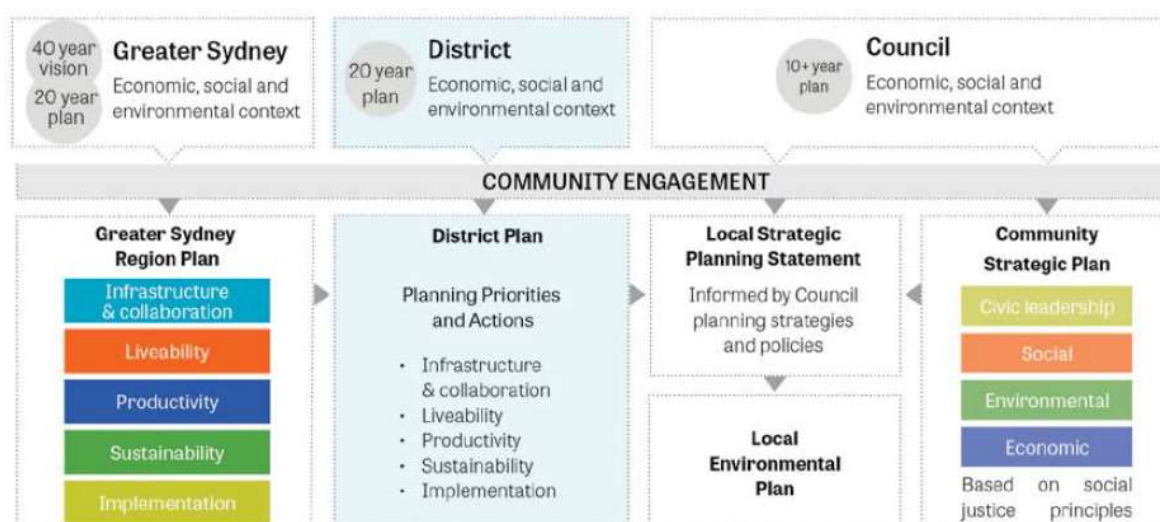 40 year
vision
20 year
plan
Greater Sydney
Economic, social and
environmental context
20 year
plan
District
Economic, social and
environmental context
10+ year
plan
Council
Economic, social and
environmental context
COMMUNITY ENGAGEMENT
Greater Sydney
Region Plan
Infrastructure
& collaboration
Liveability
Productivity
Sustainability
Implementation
District Plan
Planning Priorities
and Actions
• Infrastructure
& collaboration
• Liveability
• Productivity
• Sustainability
• Implementation
Local Strategic
Planning Statement
Informed by Council
planning strategies
and policies
Local
Environmental
Plan
Community
Strategic Plan
Civic leadership
Social
Environmental
Economic
Based on social
justice principles